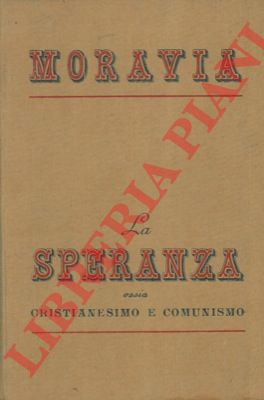 MORAVIA
La
SPERANZA
ossia
CRISTIANESIMO E COMUNISMO
LIBRERIA PIANI